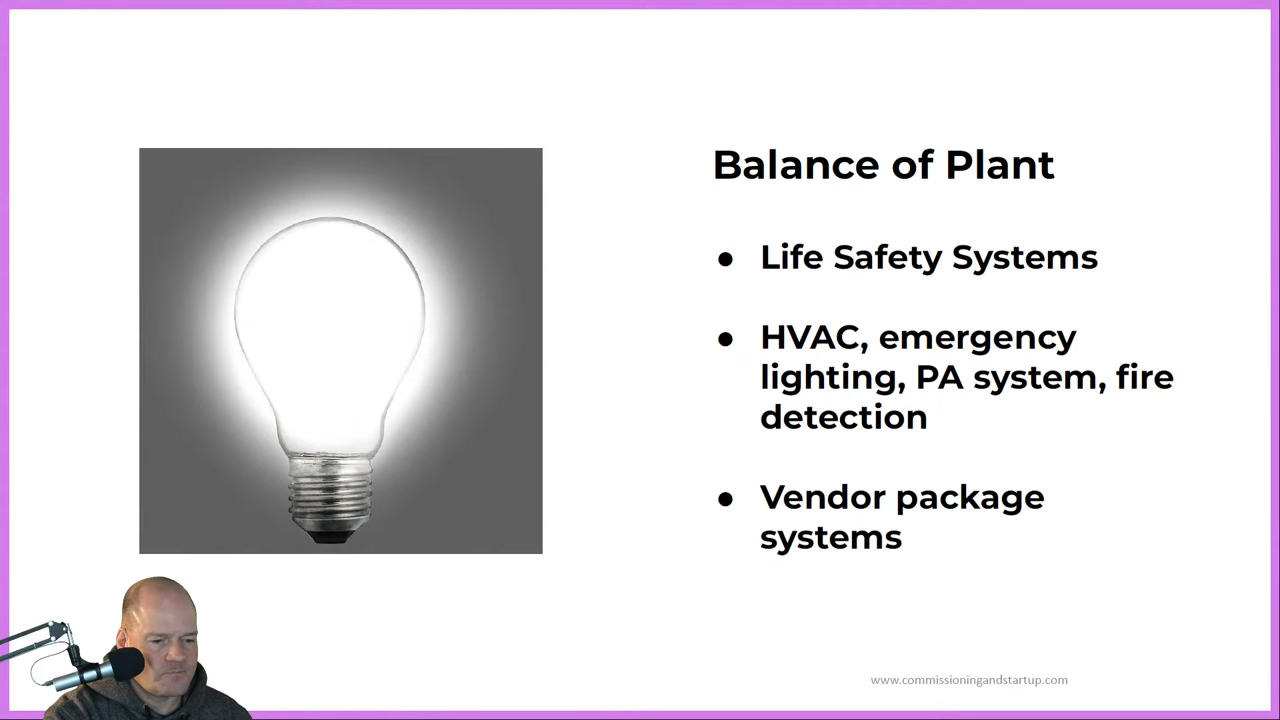 Balance of Plant
● Life Safety Systems
● HVAC, emergency
lighting, PA system, fire
detection
● Vendor package
systems
www.commissioningandstartup.com